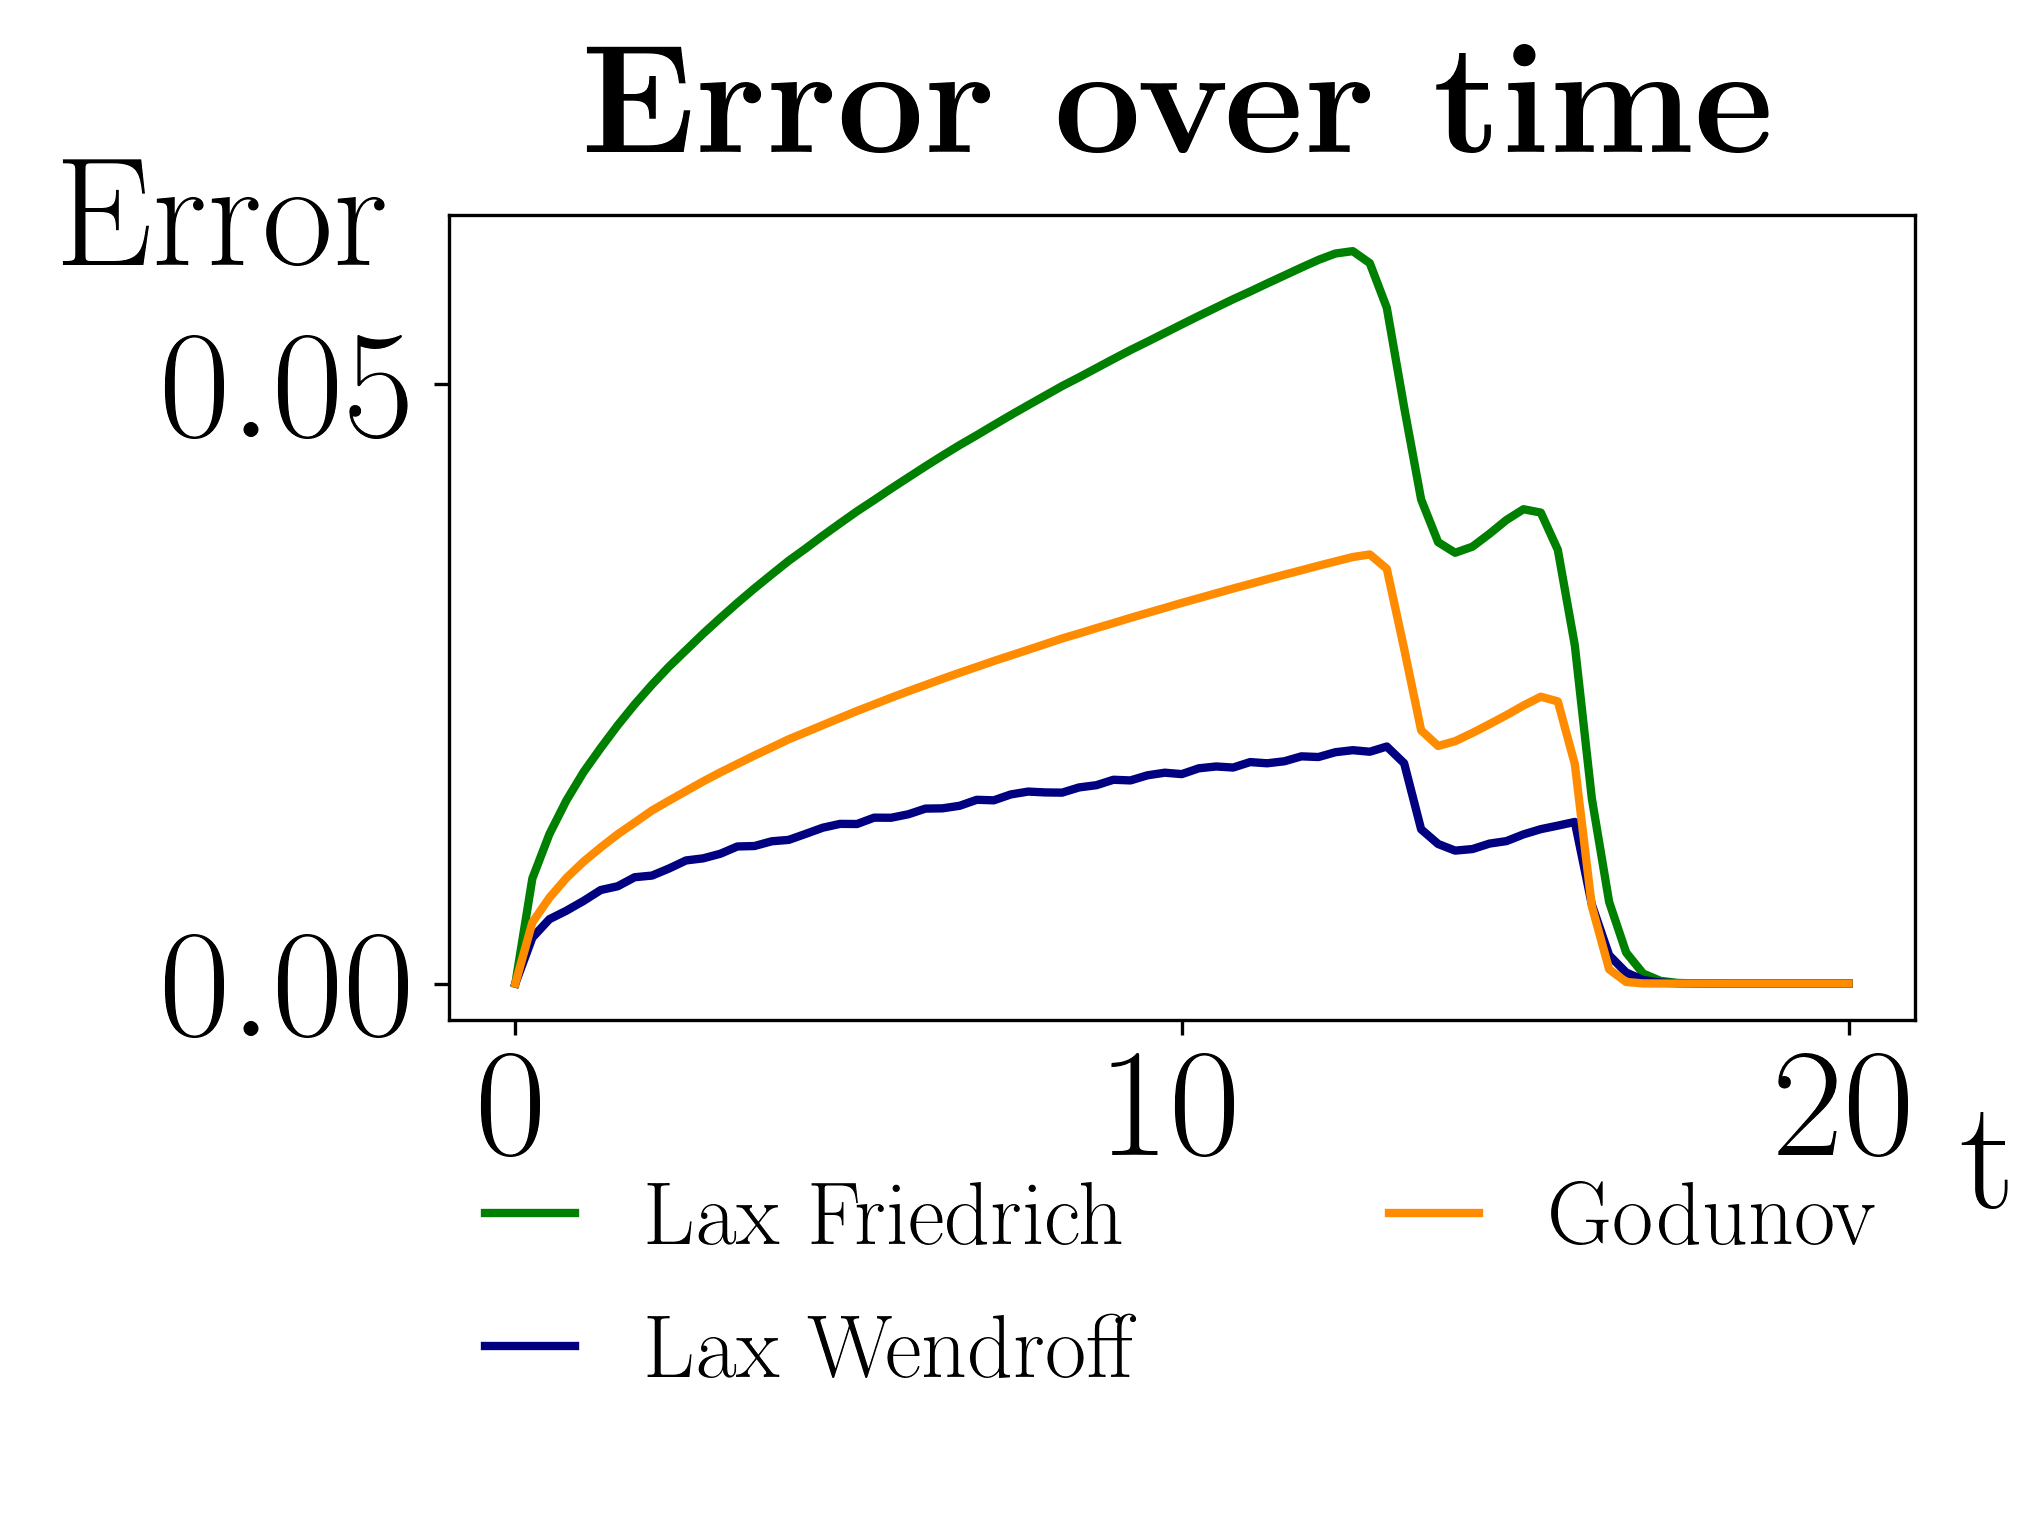 Error over time
Error
0.05
0.00
0 10 20
t
Lax Friedrich
Lax Wendroff
Godunov